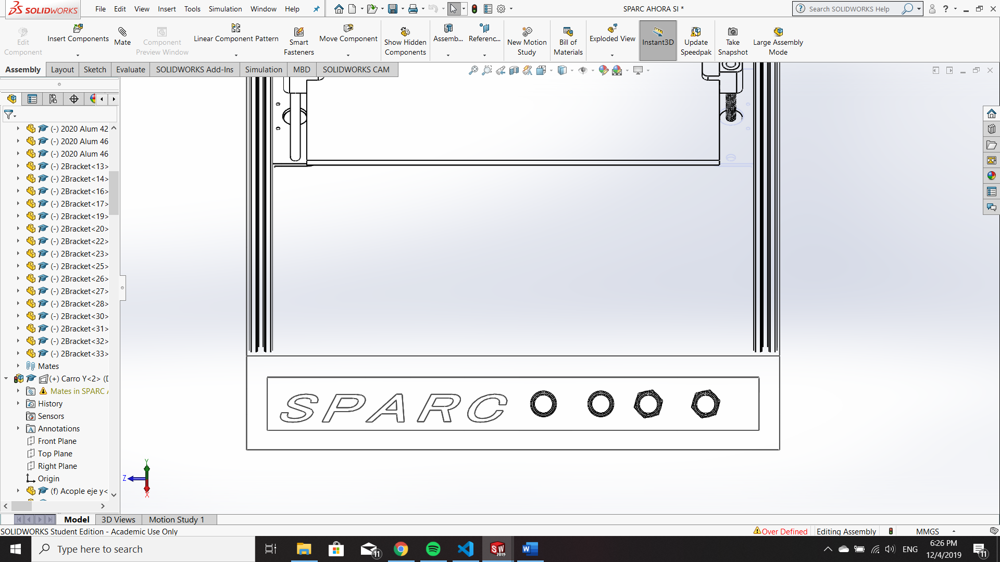 SOLIDWORKS
File Edit View Insert Tools Simulation Window Help
SPARC AHORA SI *
Search SOLIDWORKS Help
Edit Component
Insert Components
Mate
Component Preview Window
Linear Component Pattern
Smart Fasteners
Move Component
Show Hidden Components
Assemb...
Referenc...
New Motion Study
Bill of Materials
Exploded View
Instant3D
Update Speedpak
Take Snapshot
Large Assembly Mode
Assembly Layout Sketch Evaluate SOLIDWORKS Add-Ins Simulation MBD SOLIDWORKS CAM
(-) 2020 Alum 42
(-) 2020 Alum 46
(-) 2020 Alum 46
(-) 2Bracket<13>
(-) 2Bracket<14>
(-) 2Bracket<16>
(-) 2Bracket<17>
(-) 2Bracket<19>
(-) 2Bracket<20>
(-) 2Bracket<22>
(-) 2Bracket<23>
(-) 2Bracket<25>
(-) 2Bracket<26>
(-) 2Bracket<27>
(-) 2Bracket<28>
(-) 2Bracket<30>
(-) 2Bracket<31>
(-) 2Bracket<32>
(-) 2Bracket<33>
Mates
(+) Carro Y<2> (D
Mates in SPARC
History
Sensors
Annotations
Front Plane
Top Plane
Right Plane
Origin
(f) Acople eje y<
SPARC
Y
Z
X
Model 3D Views Motion Study 1
SOLIDWORKS Student Edition - Academic Use Only
Over Defined Editing Assembly MMGS
Type here to search
11
SW 2019
ENG
6:26 PM
12/4/2019
11